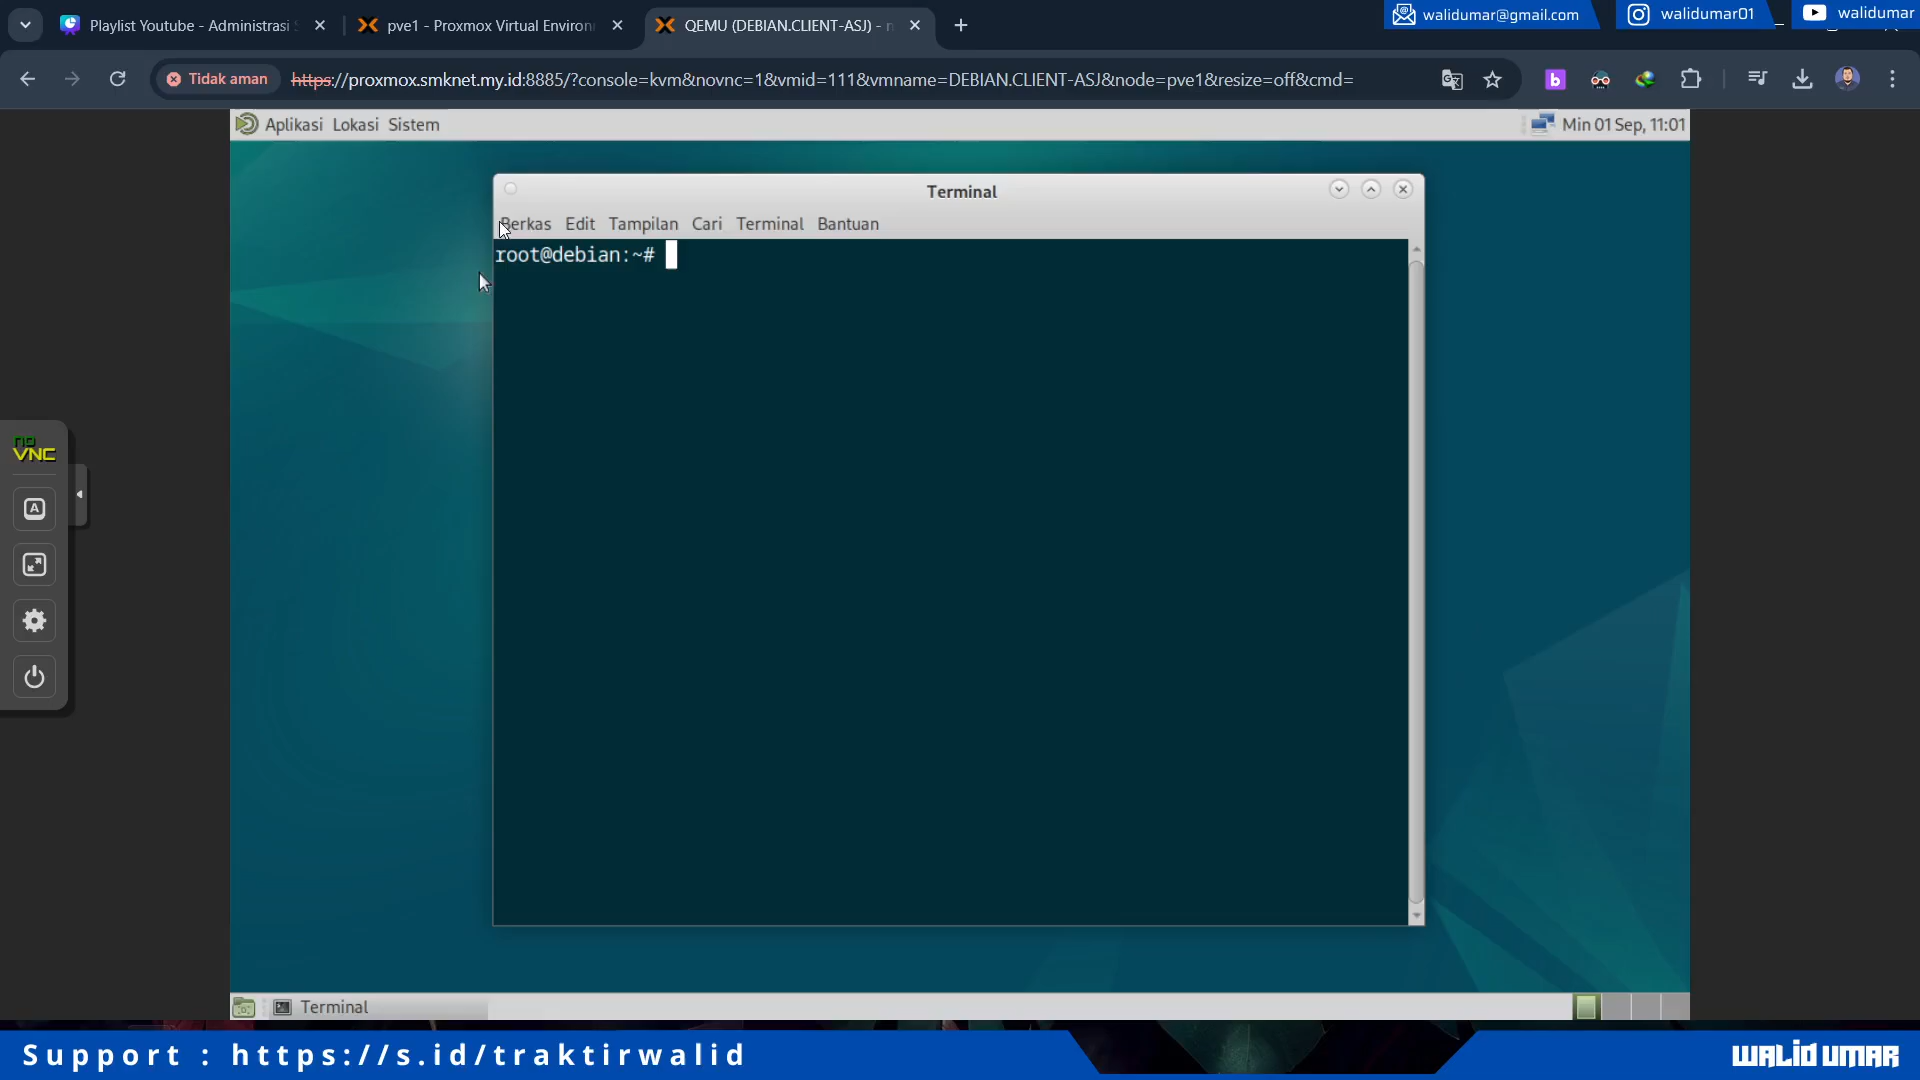 Playlist Youtube - Administrasi
pve1 - Proxmox Virtual Environ
QEMU (DEBIAN.CLIENT-ASJ) - n
walidumar@gmail.com
walidumar01
walidumar
Tidak aman
https://proxmox.smknet.my.id:8885/?console=kvm&novnc=1&vmid=111&vmname=DEBIAN.CLIENT-ASJ&node=pve1&resize=off&cmd=
Aplikasi Lokasi Sistem
Min 01 Sep, 11:01
Terminal
Berkas Edit Tampilan Cari Terminal Bantuan
root@debian:~#
no
VNC
A
Terminal
Support : https://s.id/traktirwalid
WALID UMAR